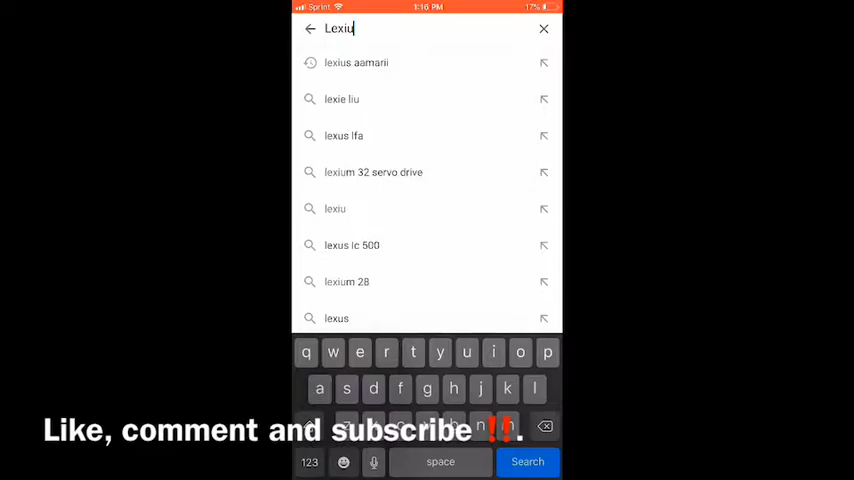 Sprint 1:16 PM 17%
Lexiu
lexius aamarii
lexie liu
lexus lfa
lexium 32 servo drive
lexiu
lexus lc 500
lexium 28
lexus
q w e r t y u i o p
a s d f g h j k l
z x c v b n m
Like, comment and subscribe ‼️.
123 space Search